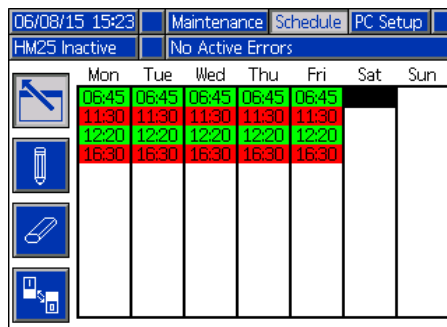 06/08/15 15:23 Maintenance Schedule PC Setup
HM25 Inactive No Active Errors
Mon Tue Wed Thu Fri Sat Sun
06:45 06:45 06:45 06:45 06:45
11:30 11:30 11:30 11:30 11:30
12:20 12:20 12:20 12:20 12:20
16:30 16:30 16:30 16:30 16:30